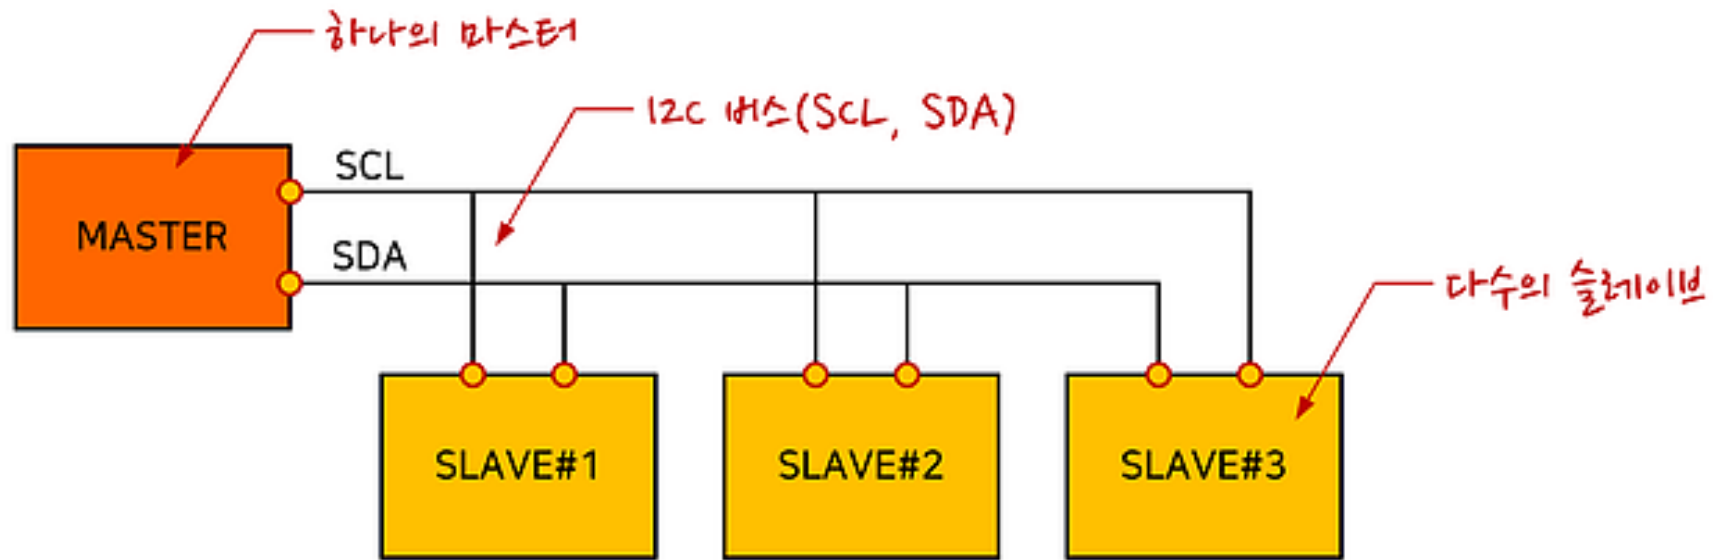 하나의 마스터
I2C 버스(SCL, SDA)
SCL
MASTER
SDA
다수의 슬레이브
SLAVE#1
SLAVE#2
SLAVE#3